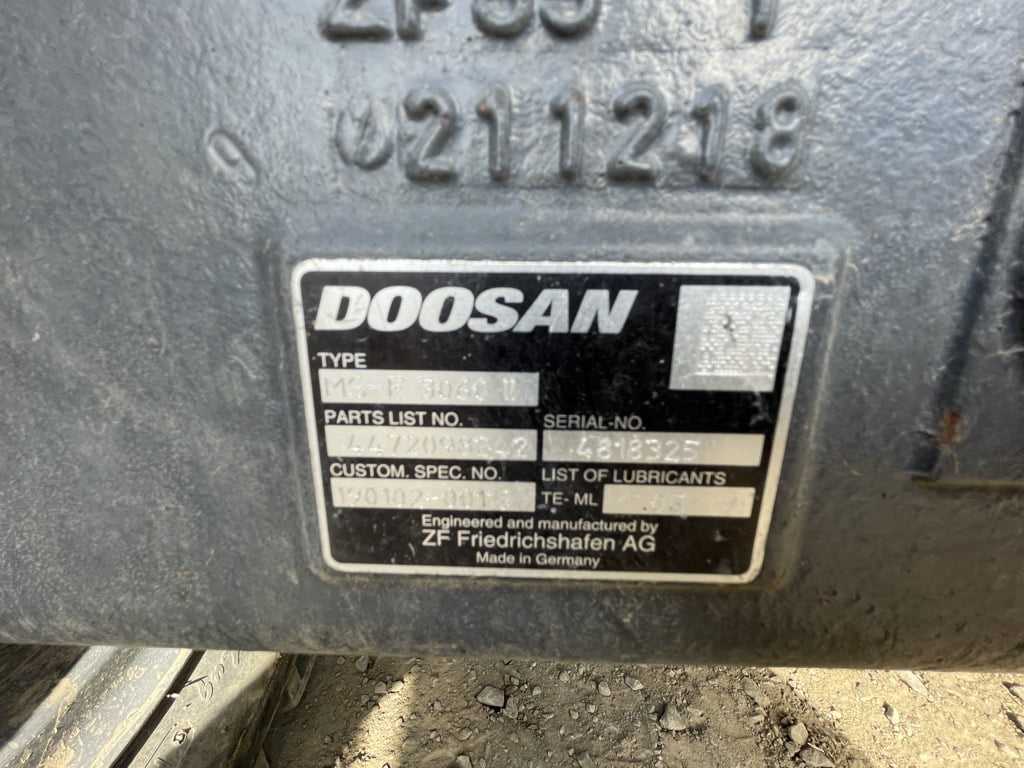 211218
DOOSAN
TYPE
PARTS LIST NO.
SERIAL-NO.
4818325
CUSTOM. SPEC. NO.
LIST OF LUBRICANTS
TE- ML
Engineered and manufactured by
ZF Friedrichshafen AG
Made in Germany